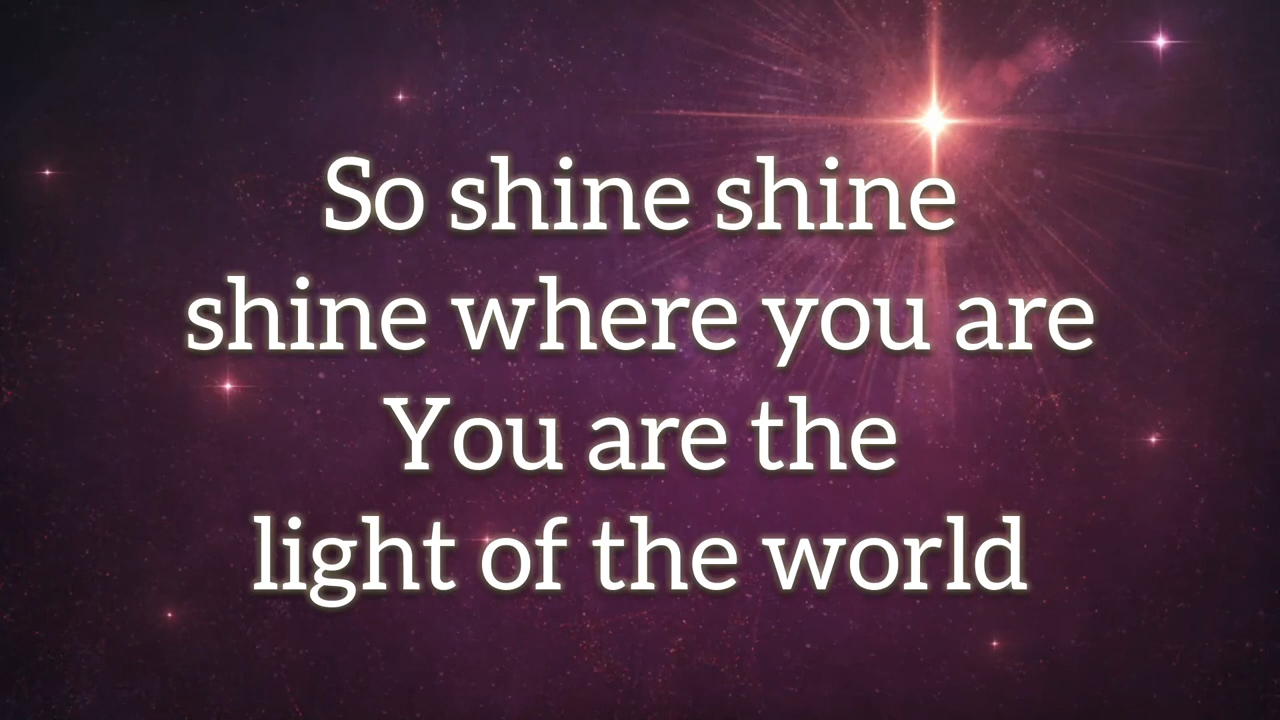 So shine shine
shine where you are
You are the
light of the world